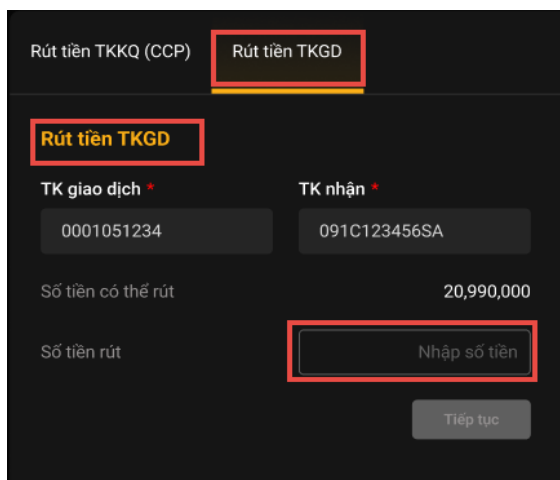 Rút tiền TKKQ (CCP) Rút tiền TKGD
Rút tiền TKGD
TK giao dịch * TK nhận *
0001051234 091C123456SA
Số tiền có thể rút 20,990,000
Số tiền rút Nhập số tiền
Tiếp tục